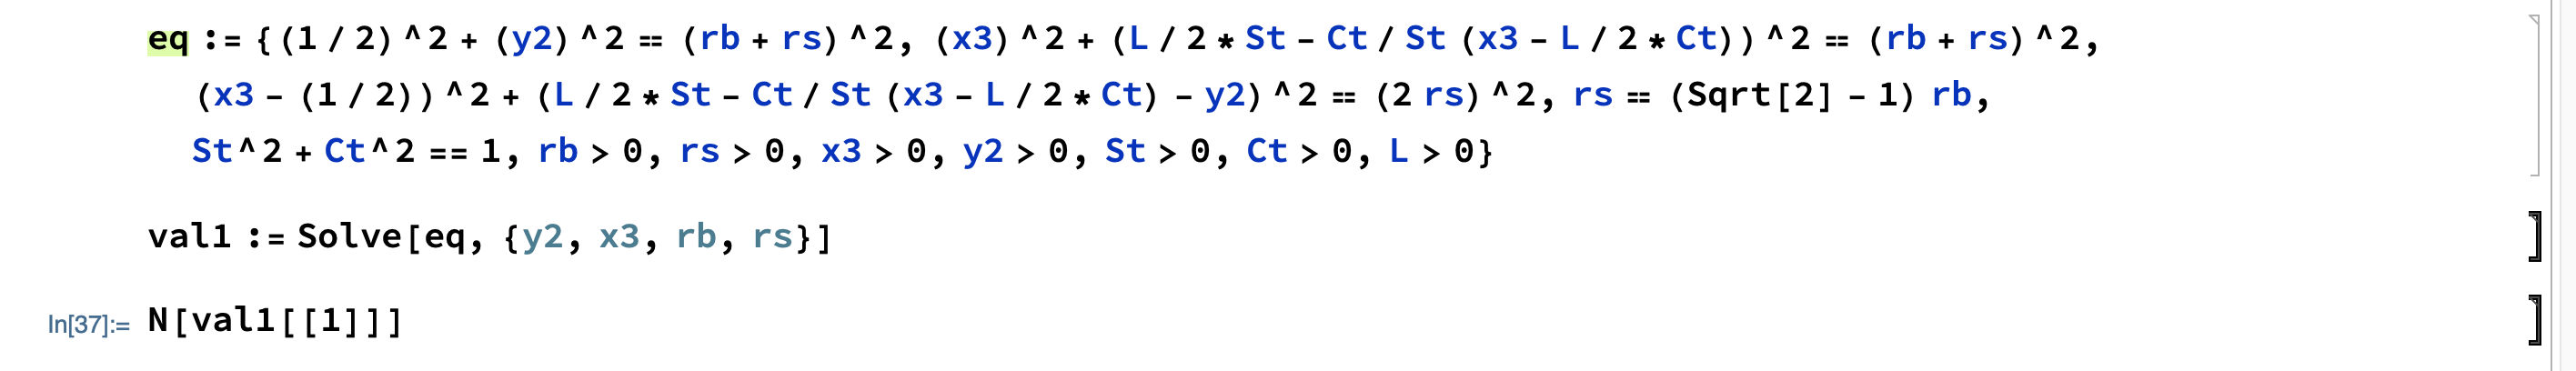 eq := {(1 / 2) ^ 2 + (y2) ^ 2 == (rb + rs) ^ 2, (x3) ^ 2 + (L / 2 * St - Ct / St (x3 - L / 2 * Ct)) ^ 2 == (rb + rs) ^ 2,
(x3 - (1 / 2)) ^ 2 + (L / 2 * St - Ct / St (x3 - L / 2 * Ct) - y2) ^ 2 == (2 rs) ^ 2, rs == (Sqrt[2] - 1) rb,
St ^ 2 + Ct ^ 2 == 1, rb > 0, rs > 0, x3 > 0, y2 > 0, St > 0, Ct > 0, L > 0}
val1 := Solve[eq, {y2, x3, rb, rs}]
In[37]:= N[val1[[1]]]